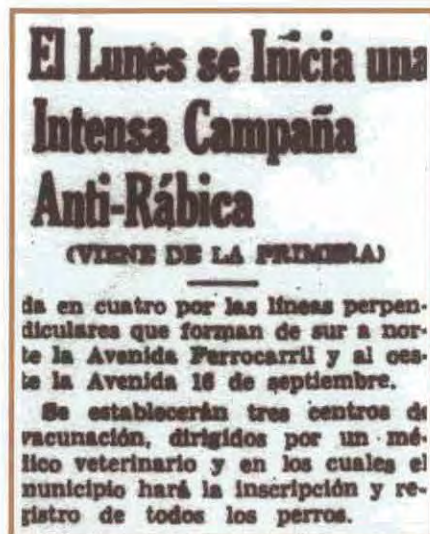 El Lunes se Inicia una
Intensa Campaña
Anti-Rábica
(VIENE DE LA PRIMERA)
da en cuatro por las líneas perpen-
diculares que forman de sur a nor-
te la Avenida Ferrocarril y al oes-
te la Avenida 16 de septiembre.
Se establecerán tres centros de
vacunación, dirigidos por un mé-
dico veterinario y en los cuales el
municipio hará la inscripción y re-
gistro de todos los perros.